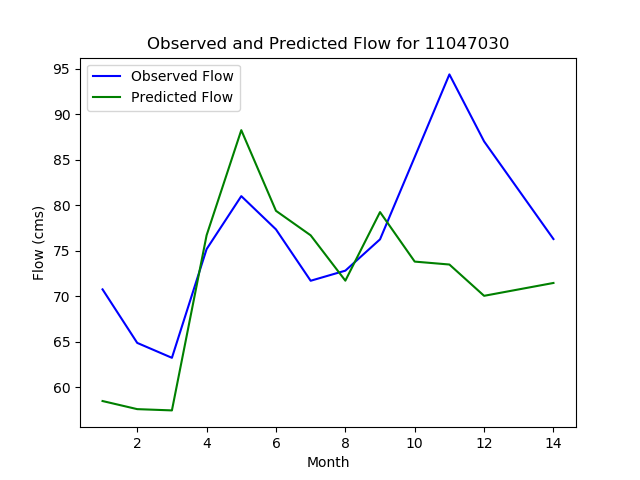 Observed and Predicted Flow for 11047030
Observed Flow
Predicted Flow
95
90
85
80
75
70
65
60
Flow (cms)
2 4 6 8 10 12 14
Month